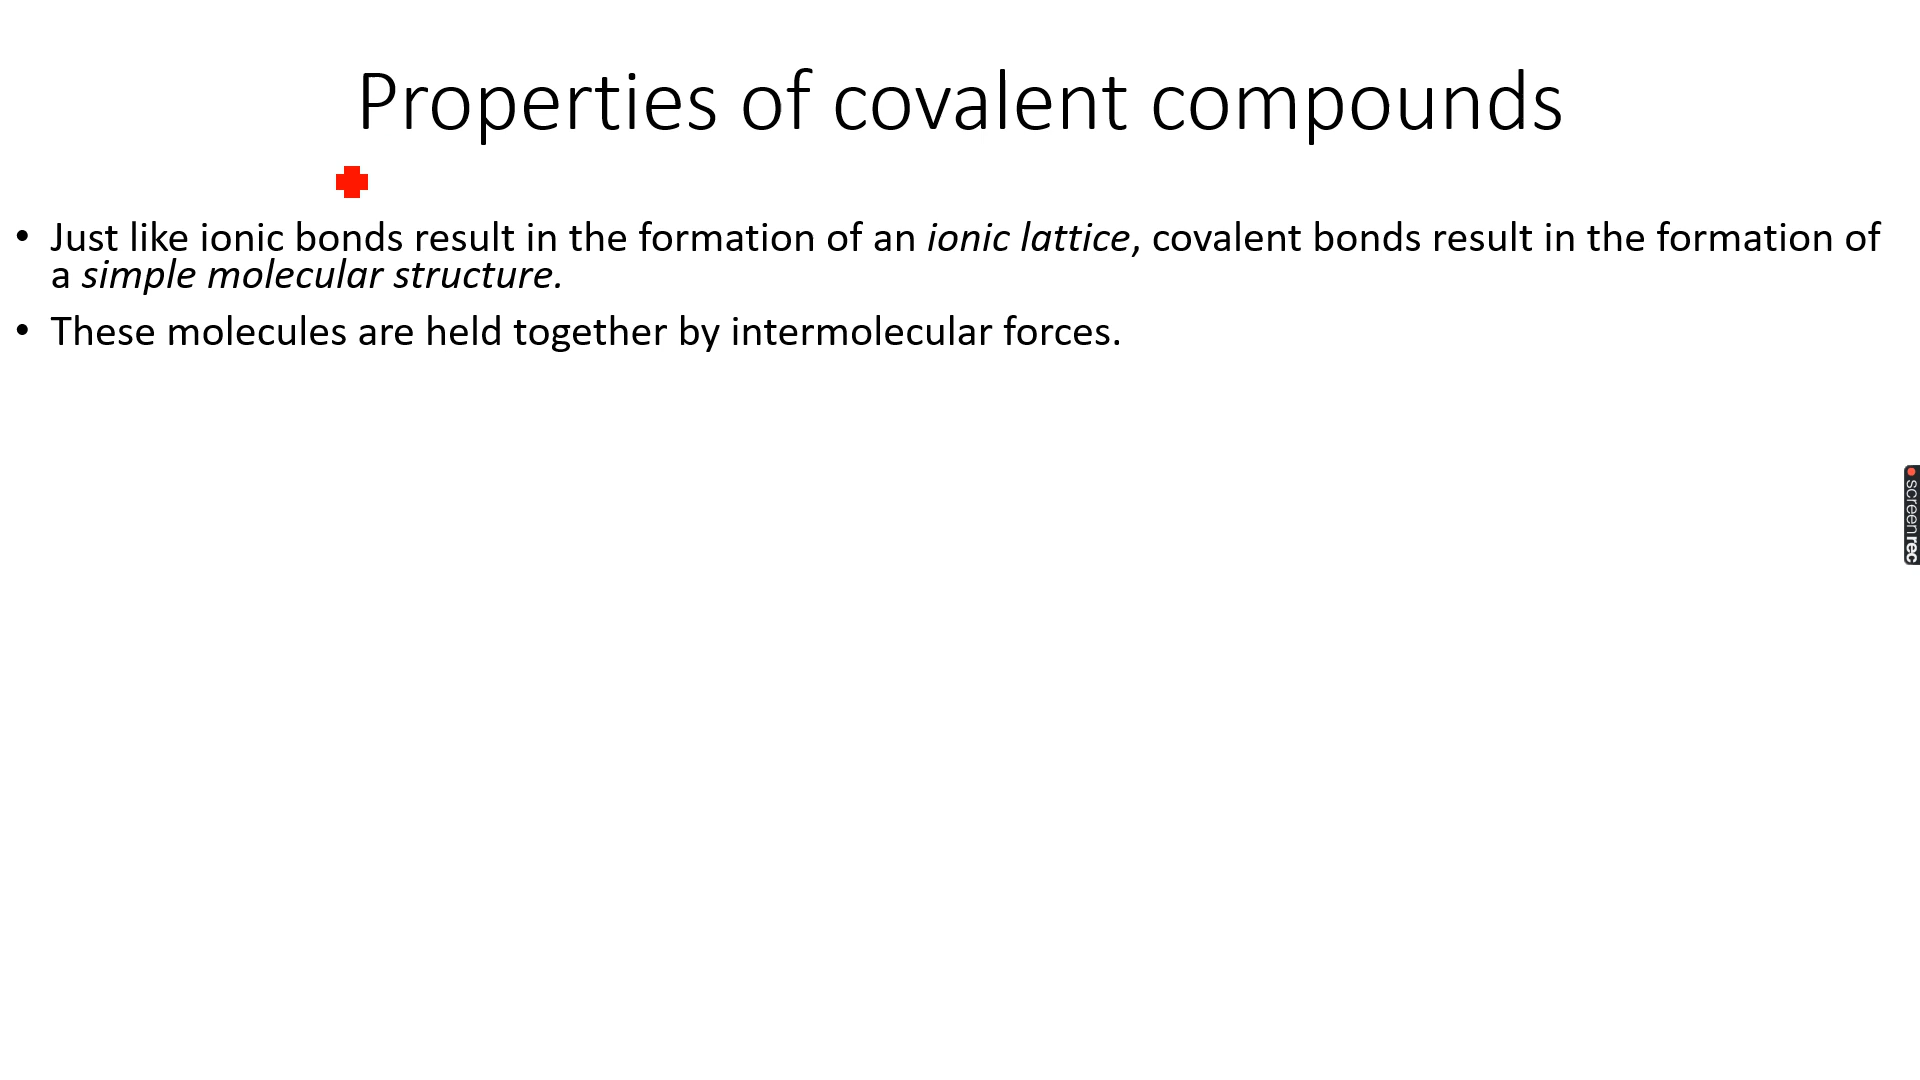 Properties of covalent compounds
• Just like ionic bonds result in the formation of an ionic lattice, covalent bonds result in the formation of
a simple molecular structure.
• These molecules are held together by intermolecular forces.
screenrec